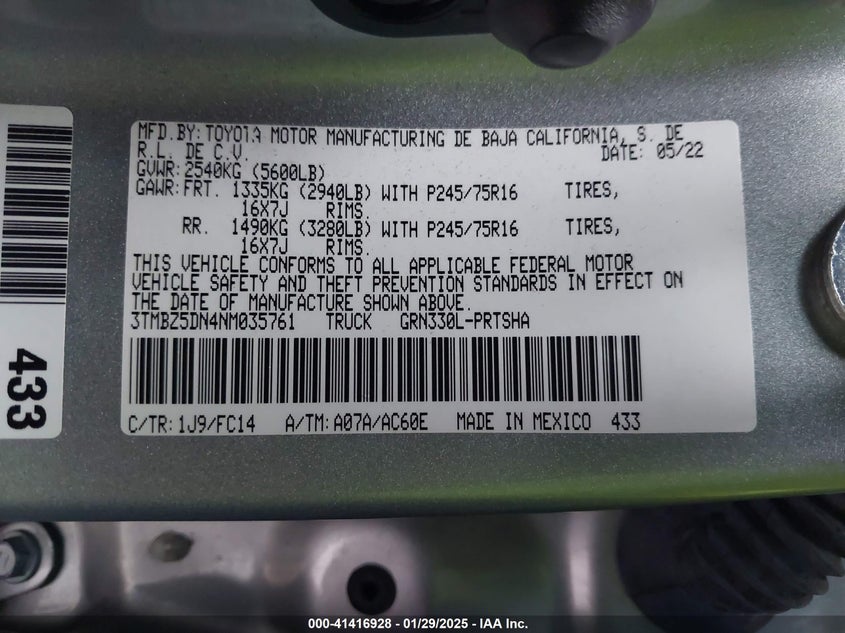 MFD.BY:TOYOTA MOTOR MANUFACTURING DE BAJA CALIFORNIA, S. DE
R.L. DE C.V. DATE: 05/22
GVWR:2540KG (5600LB)
GAWR:FRT. 1335KG (2940LB) WITH P245/75R16 TIRES,
16X7J RIMS.
RR. 1490KG (3280LB) WITH P245/75R16 TIRES,
16X7J RIMS.
THIS VEHICLE CONFORMS TO ALL APPLICABLE FEDERAL MOTOR
VEHICLE SAFETY AND THEFT PREVENTION STANDARDS IN EFFECT ON
THE DATE OF MANUFACTURE SHOWN ABOVE.
3TMBZ5DN4NM035761 TRUCK GRN330L-PRTSHA
C/TR:1J9/FC14 A/TM:A07A/AC60E MADE IN MEXICO 433
433
000-41416928 - 01/29/2025 - IAA Inc.